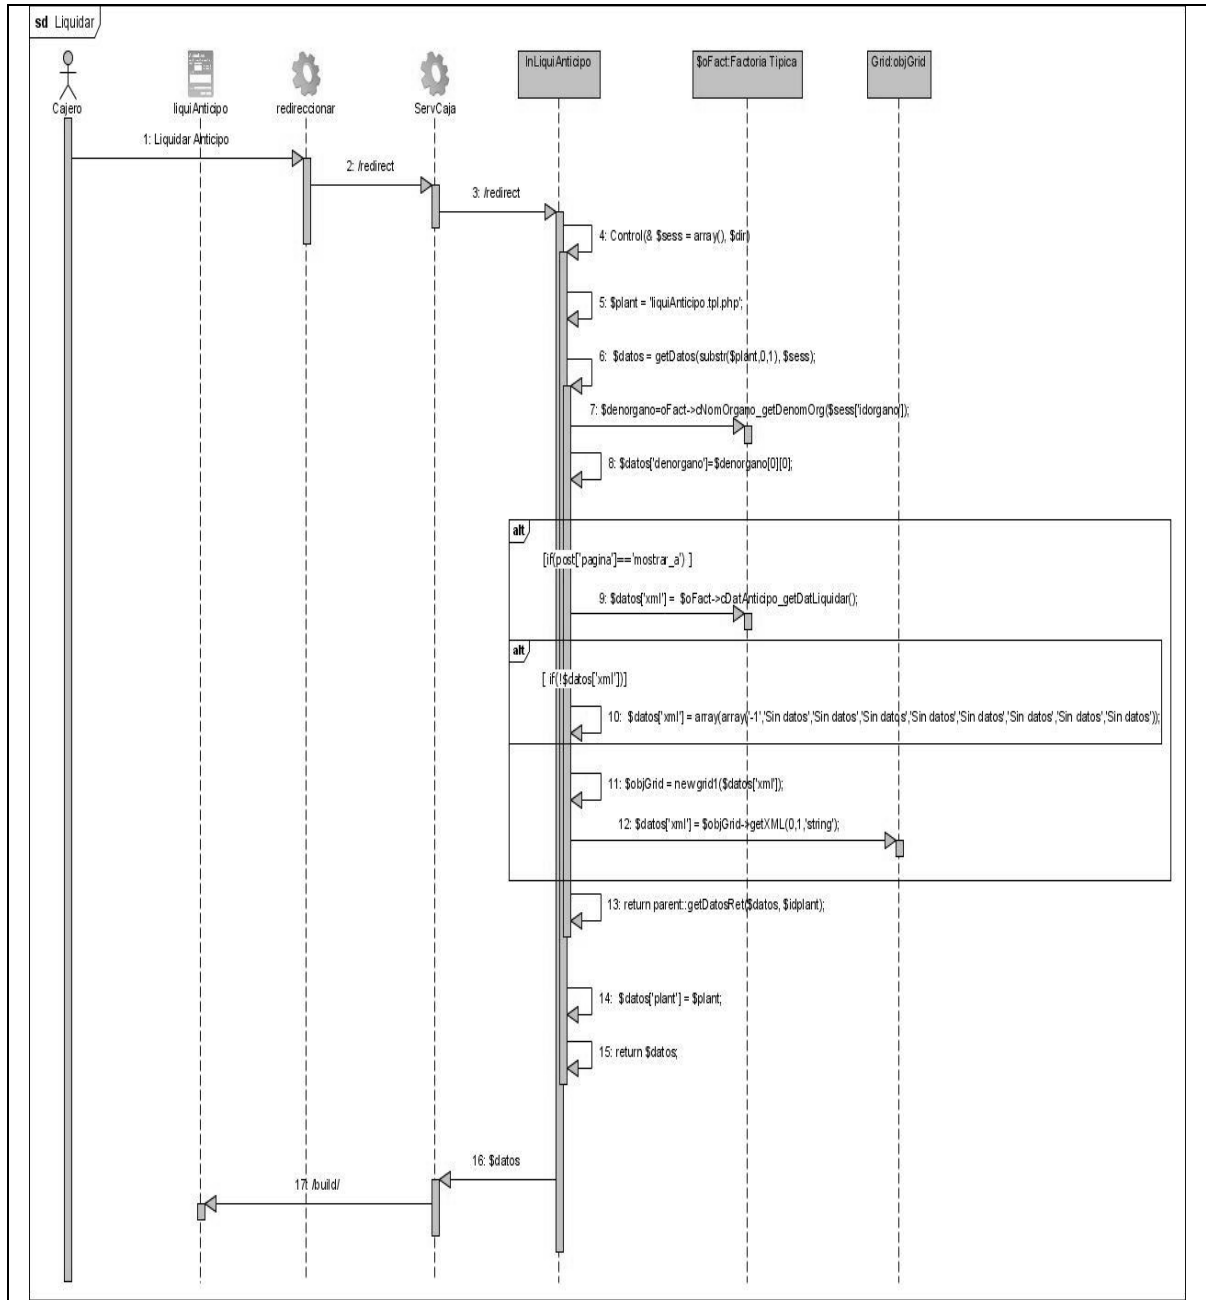 sd Liquidar
Cajero
liquiAnticipo
redireccionar
ServCaja
InLiquiAnticipo
$oFact:Factoria Tipica
Grid:objGrid
1: Liquidar Anticipo
2: /redirect
3: /redirect
4: Control(& $sess = array(), $dir)
5: $plant = 'liquiAnticipo.tpl.php';
6: $datos = getDatos(substr($plant,0,1), $sess);
7: $denorgano=oFact->cNomOrgano_getDenomOrg($sess['idorgano']);
8: $datos['denorgano']=$denorgano[0][0];
alt
[if(post['pagina']=='mostrar_a') ]
9: $datos['xml'] = $oFact->cDatAnticipo_getDatLiquidar();
alt
[ if(!$datos['xml'])]
10: $datos['xml'] = array(array('-1','Sin datos','Sin datos','Sin datos','Sin datos','Sin datos','Sin datos','Sin datos','Sin datos'));
11: $objGrid = new grid1($datos['xml']);
12: $datos['xml'] = $objGrid->getXML(0,1,'string');
13: return parent::getDatosRet($datos, $idplant);
14: $datos['plant'] = $plant;
15: return $datos;
16: $datos
17: /build/